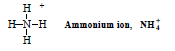 H +
H—N—H Ammonium ion, NH₄⁺
H